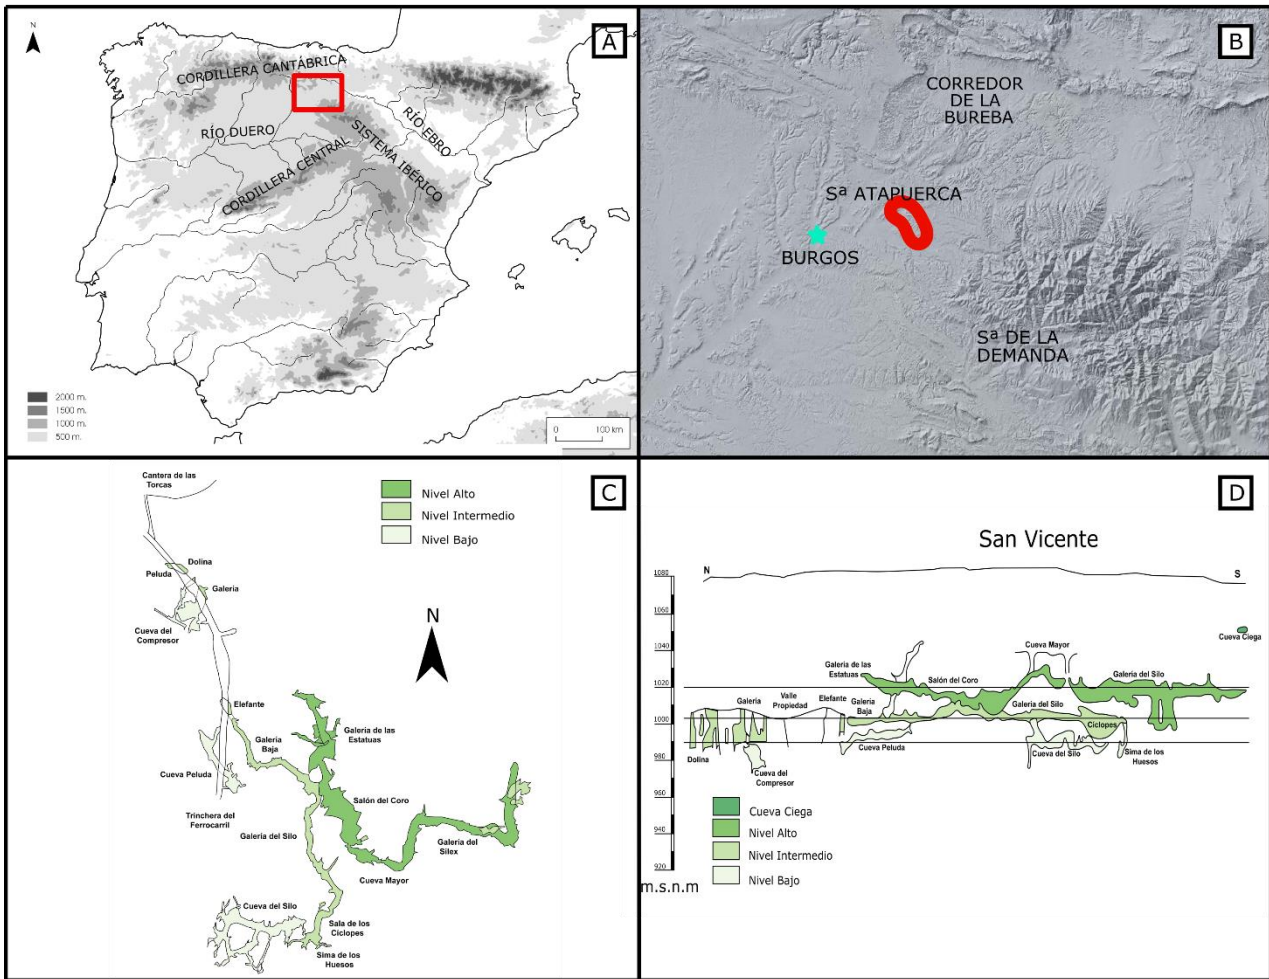 A
N
CORDILLERA CANTÁBRICA
RÍO DUERO
RÍO EBRO
SISTEMA IBÉRICO
CORDILLERA CENTRAL
2000 m.
1500 m.
1000 m.
500 m.
0 100 km
B
CORREDOR
DE LA
BUREBA
Sª ATAPUERCA
BURGOS
Sª DE LA
DEMANDA
C
Cantera de las
Torcas
Nivel Alto
Nivel Intermedio
Nivel Bajo
Dolina
Peluda
Galería
Cueva del
Compresor
N
Elefante
Galería
Baja
Galería de las
Estatuas
Cueva Peluda
Salón del Coro
Trinchera del
Ferrocarril
Galería del Silo
Galería del
Sílex
Cueva Mayor
Cueva del Silo
Sala de los
Cíclopes
Sima de los
Huesos
D
San Vicente
N
S
1080
1060
1040
1020
1000
980
960
940
920
m.s.n.m
Cueva Ciega
Cueva Mayor
Galería de las
Estatuas
Salón del Coro
Galería del Silo
Galería
Valle
Propiedad
Elefante
Galería
Baja
Galería del Silo
Cíclopes
Dolina
Cueva Peluda
Cueva del Silo
Sima de los
Huesos
Cueva del
Compresor
Cueva Ciega
Nivel Alto
Nivel Intermedio
Nivel Bajo